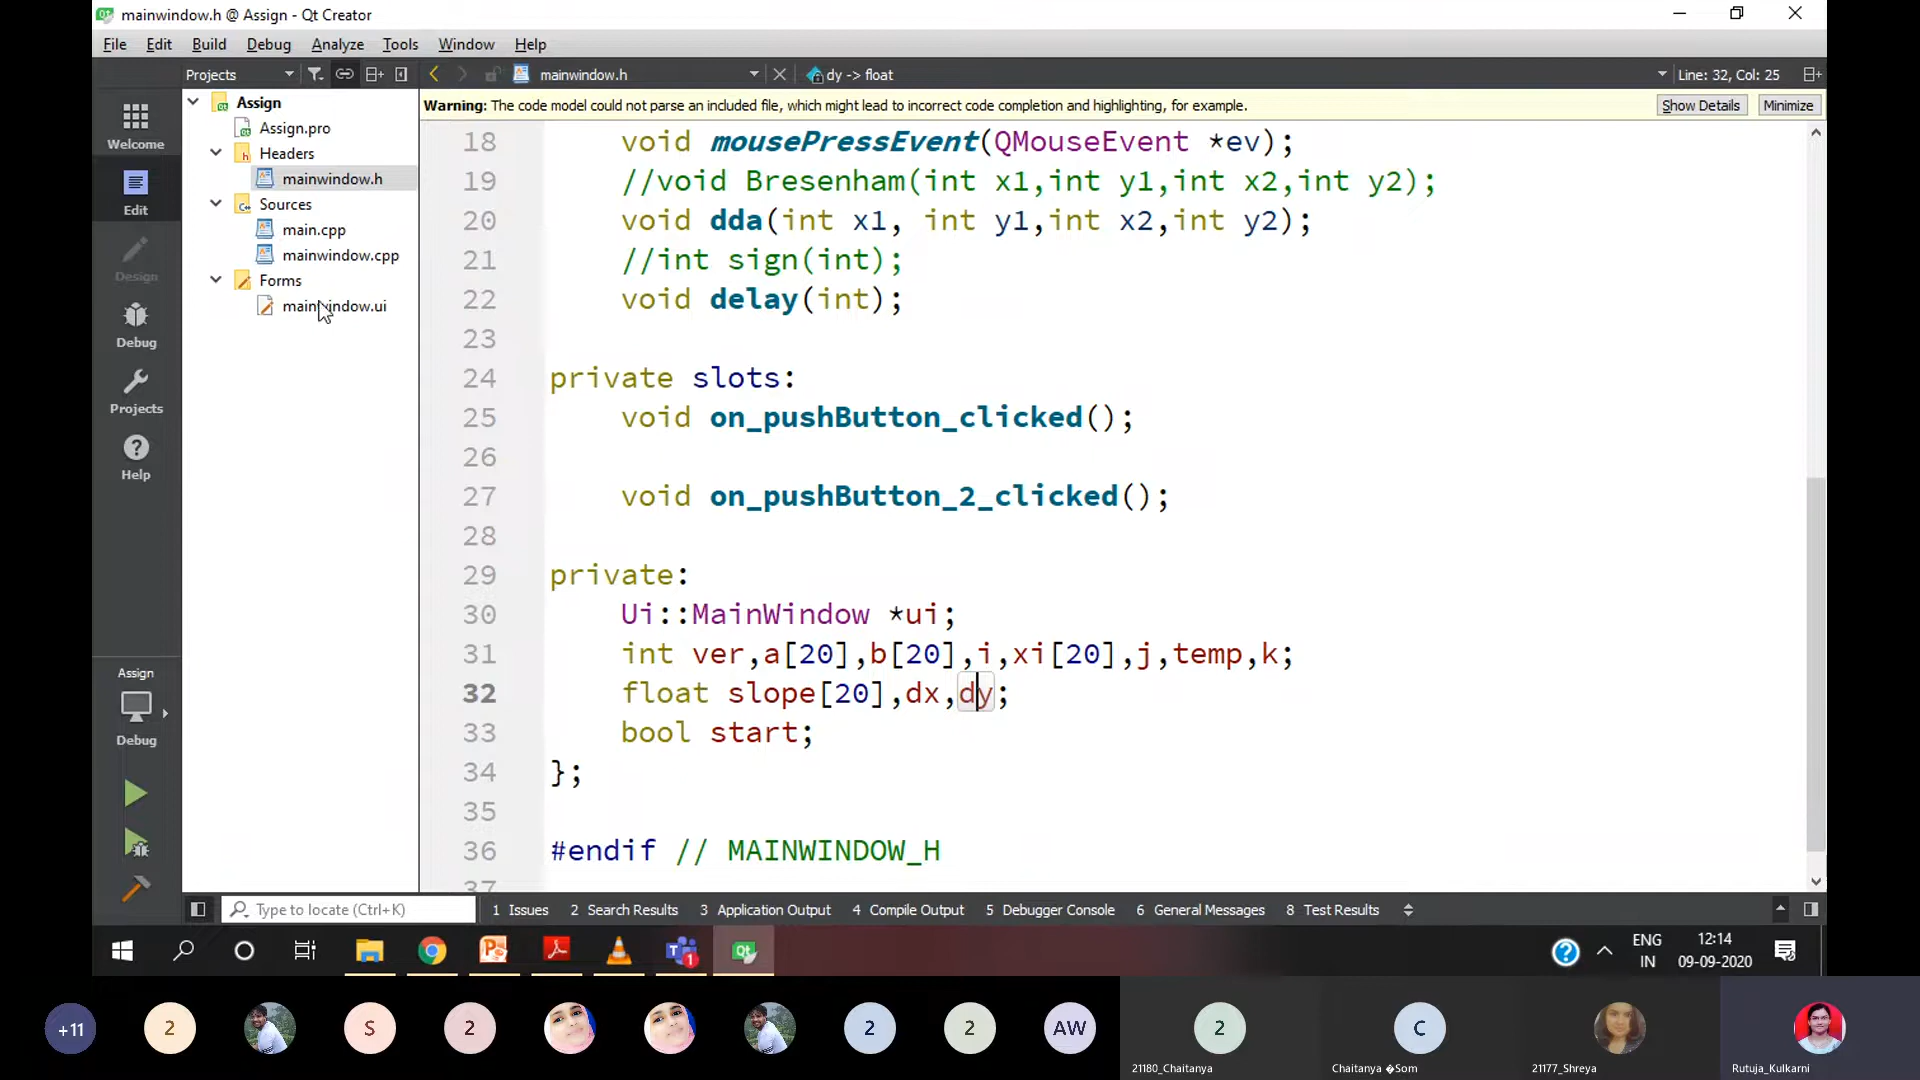 mainwindow.h @ Assign - Qt Creator
File Edit Build Debug Analyze Tools Window Help
Projects mainwindow.h dy -> float Line: 32, Col: 25
Warning: The code model could not parse an included file, which might lead to incorrect code completion and highlighting, for example. Show Details Minimize
Welcome
Edit
Design
Debug
Projects
Help
Assign
Debug
Assign
Assign.pro
Headers
mainwindow.h
Sources
main.cpp
mainwindow.cpp
Forms
mainwindow.ui
18 void mousePressEvent(QMouseEvent *ev);
19 //void Bresenham(int x1,int y1,int x2,int y2);
20 void dda(int x1, int y1,int x2,int y2);
21 //int sign(int);
22 void delay(int);
23
24 private slots:
25 void on_pushButton_clicked();
26
27 void on_pushButton_2_clicked();
28
29 private:
30 Ui::MainWindow *ui;
31 int ver,a[20],b[20],i,xi[20],j,temp,k;
32 float slope[20],dx,dy;
33 bool start;
34 };
35
36 #endif // MAINWINDOW_H
37
Type to locate (Ctrl+K) 1 Issues 2 Search Results 3 Application Output 4 Compile Output 5 Debugger Console 6 General Messages 8 Test Results
1 ENG 12:14
IN 09-09-2020
+11 2 S 2 2 2 AW 2 C
21180_Chaitanya Chaitanya �Som 21177_Shreya Rutuja_Kulkarni